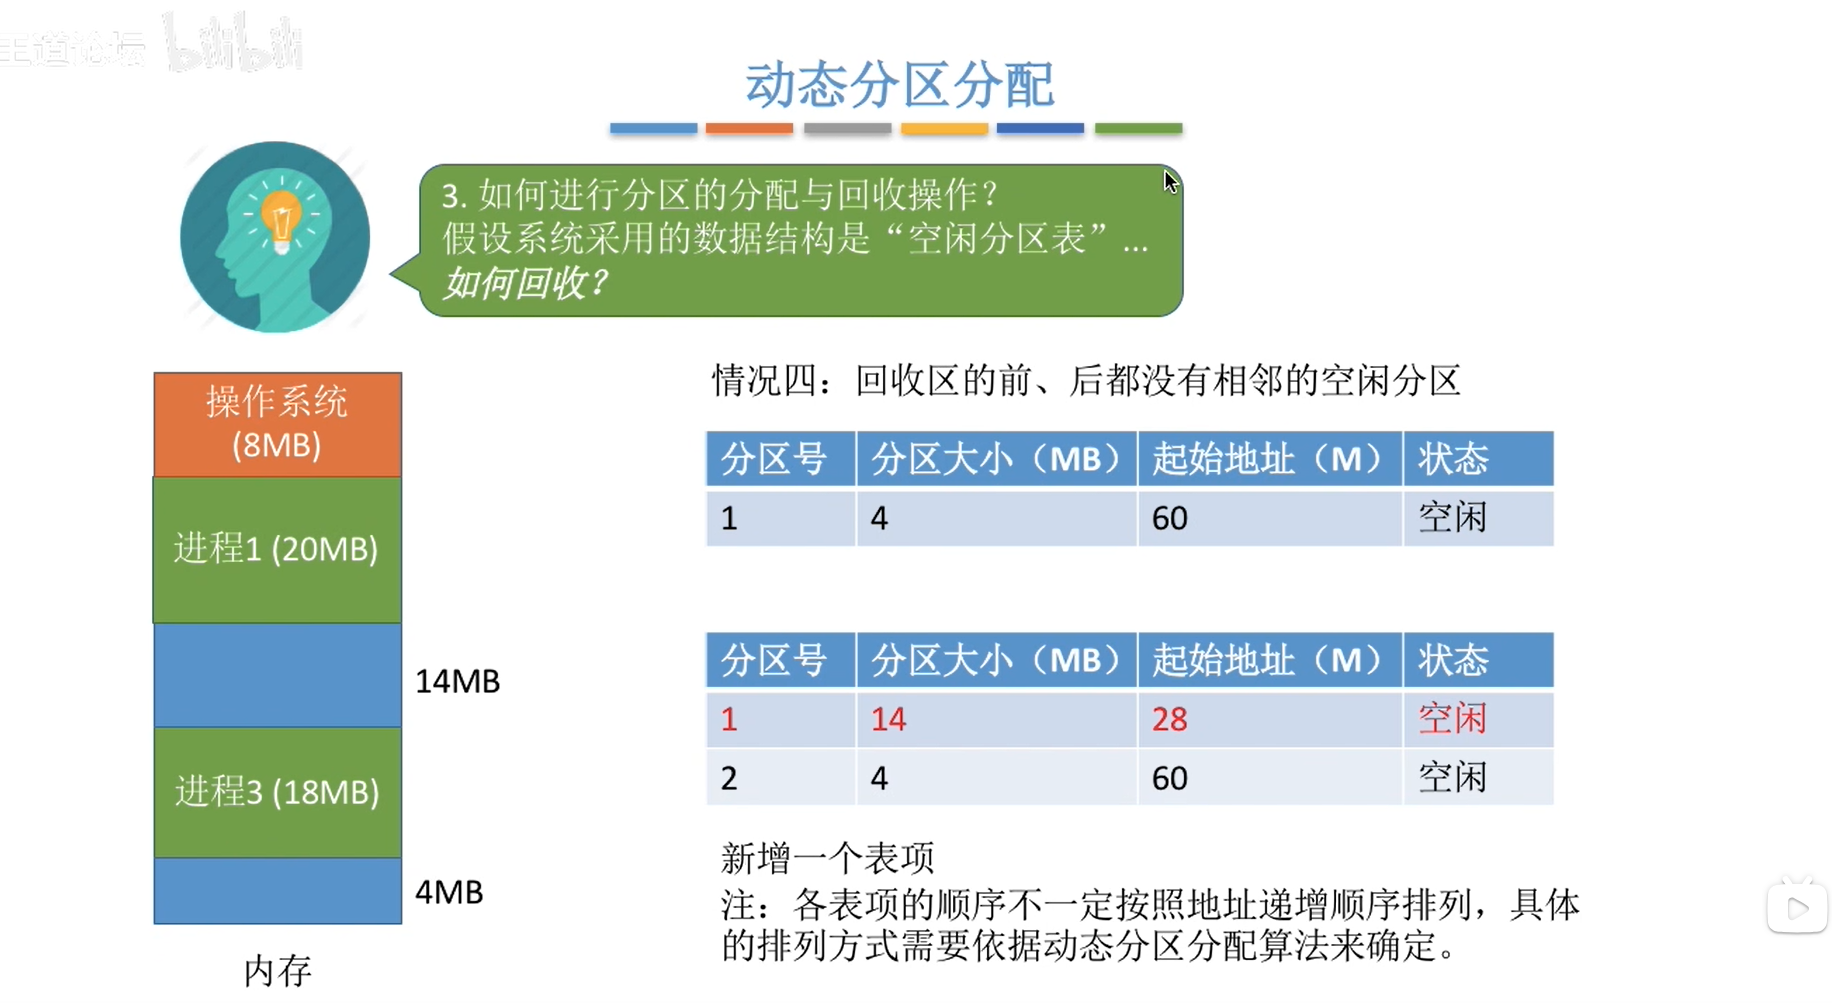 王道论坛 bilibili
动态分区分配
3. 如何进行分区的分配与回收操作？
假设系统采用的数据结构是“空闲分区表”...
如何回收？
操作系统
(8MB)
进程1 (20MB)
14MB
进程3 (18MB)
4MB
内存
情况四：回收区的前、后都没有相邻的空闲分区
分区号 分区大小（MB） 起始地址（M） 状态
1 4 60 空闲
分区号 分区大小（MB） 起始地址（M） 状态
1 14 28 空闲
2 4 60 空闲
新增一个表项
注：各表项的顺序不一定按照地址递增顺序排列，具体
的排列方式需要依据动态分区分配算法来确定。